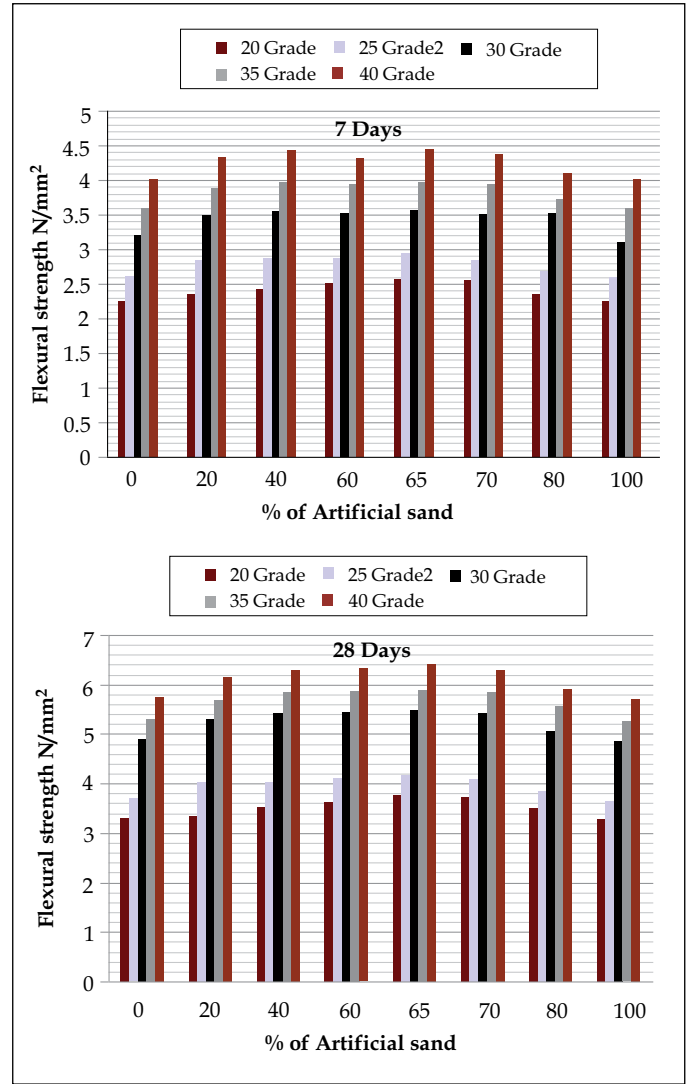 20 Grade 25 Grade2 30 Grade
35 Grade 40 Grade
7 Days
Flexural strength N/mm²
5
4.5
4
3.5
3
2.5
2
1.5
1
0.5
0
0 20 40 60 65 70 80 100
% of Artificial sand
20 Grade 25 Grade2 30 Grade
35 Grade 40 Grade
28 Days
Flexural strength N/mm²
7
6
5
4
3
2
1
0
0 20 40 60 65 70 80 100
% of Artificial sand